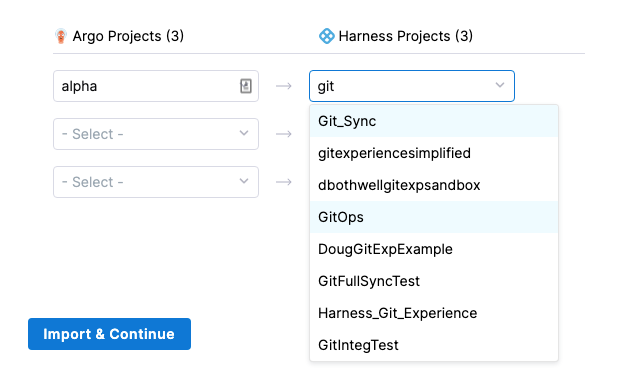 Argo Projects (3) Harness Projects (3)
alpha git
- Select -
- Select -
Git_Sync
gitexperiencesimplified
dbothwellgitexpsandbox
GitOps
DougGitExpExample
GitFullSyncTest
Harness_Git_Experience
GitIntegTest
Import & Continue